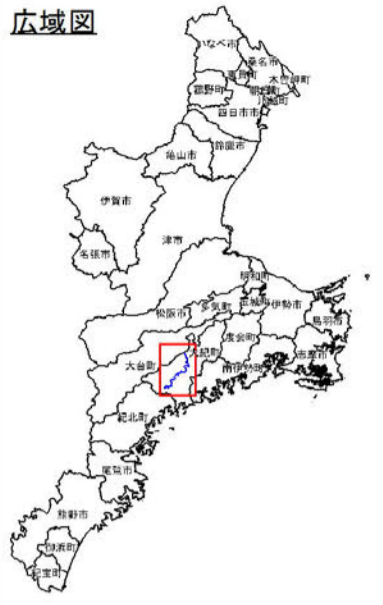 広域図
いなべ市
桑名市
東員町
木曽岬町
菰野町
朝日町
川越町
四日市市
鈴鹿市
亀山市
伊賀市
津市
名張市
明和町
松阪市
多気町
玉城町
伊勢市
鳥羽市
度会町
大台町
大紀町
志摩市
南伊勢町
紀北町
尾鷲市
熊野市
御浜町
紀宝町